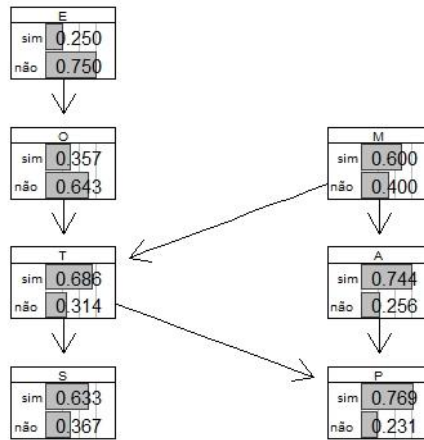 E
sim 0.250
não 0.750
O
sim 0.357
não 0.643
M
sim 0.600
não 0.400
T
sim 0.686
não 0.314
A
sim 0.744
não 0.256
S
sim 0.633
não 0.367
P
sim 0.769
não 0.231